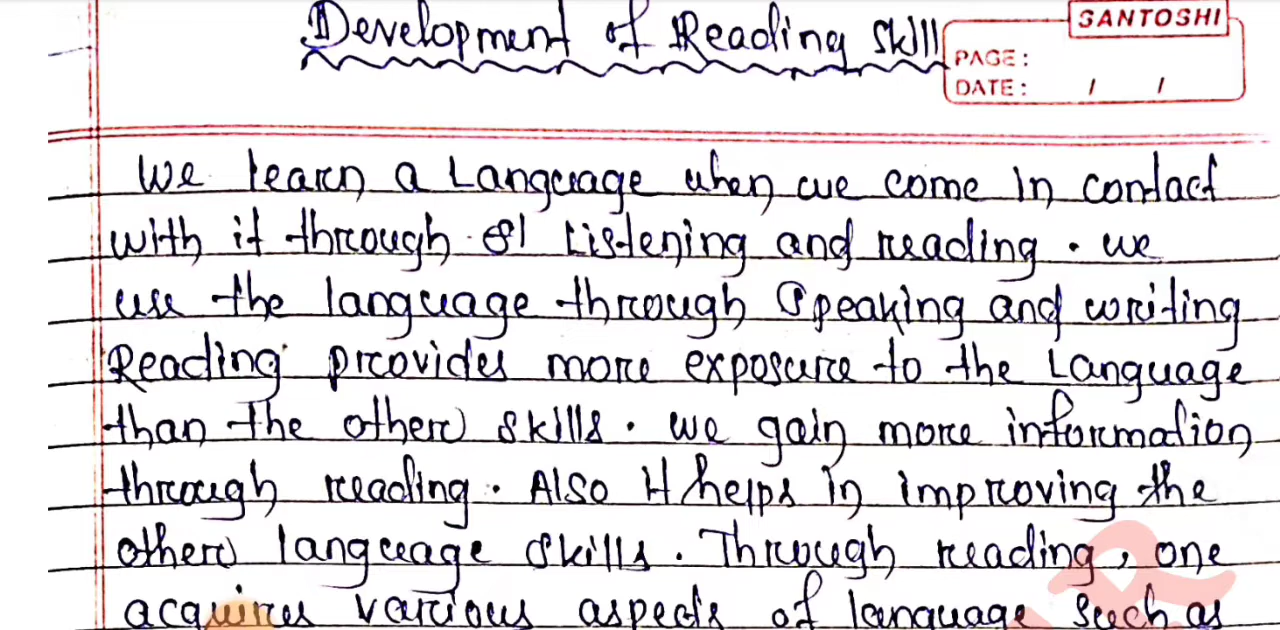 Development of Reading Skill
SANTOSHI
PAGE:
DATE: / /
We learn a Language when we come in contact
with it through Listening and reading. we
use the language through Speaking and writing
Reading provides more exposure to the Language
than the other skills. we gain more information
through reading. Also it helps in improving the
other language skills. Through reading, one
acquires various aspects of language such as